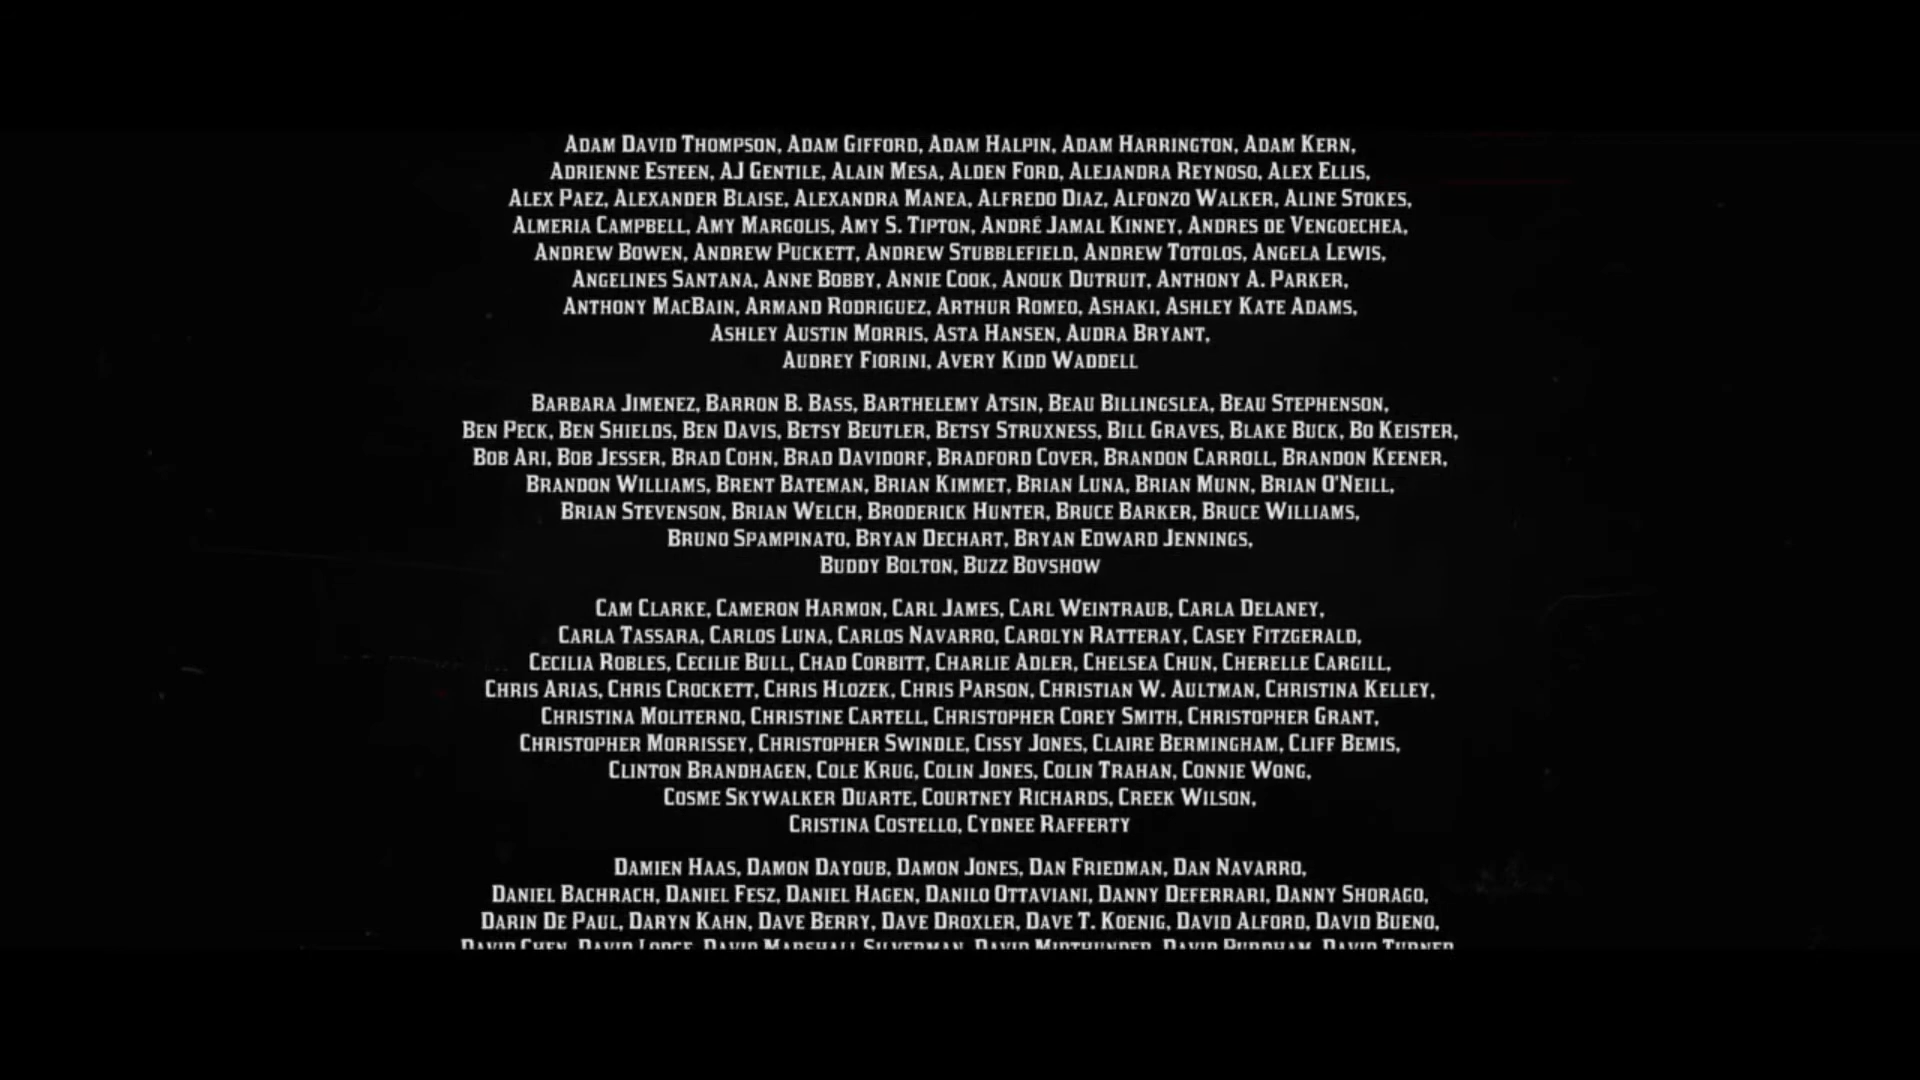 Adam David Thompson, Adam Gifford, Adam Halpin, Adam Harrington, Adam Kern,
Adrienne Esteen, AJ Gentile, Alain Mesa, Alden Ford, Alejandra Reynoso, Alex Ellis,
Alex Paez, Alexander Blaise, Alexandra Manea, Alfredo Diaz, Alfonzo Walker, Aline Stokes,
Almeria Campbell, Amy Margolis, Amy S. Tipton, André Jamal Kinney, Andres de Vengoechea,
Andrew Bowen, Andrew Puckett, Andrew Stubblefield, Andrew Totolos, Angela Lewis,
Angelines Santana, Anne Bobby, Annie Cook, Anouk Dutruit, Anthony A. Parker,
Anthony MacBain, Armand Rodriguez, Arthur Romeo, Ashaki, Ashley Kate Adams,
Ashley Austin Morris, Asta Hansen, Audra Bryant,
Audrey Fiorini, Avery Kidd Waddell
Barbara Jimenez, Barron B. Bass, Barthelemy Atsin, Beau Billingslea, Beau Stephenson,
Ben Peck, Ben Shields, Ben Davis, Betsy Beutler, Betsy Struxness, Bill Graves, Blake Buck, Bo Keister,
Bob Ari, Bob Jesser, Brad Cohn, Brad Davidorf, Bradford Cover, Brandon Carroll, Brandon Keener,
Brandon Williams, Brent Bateman, Brian Kimmet, Brian Luna, Brian Munn, Brian O'Neill,
Brian Stevenson, Brian Welch, Broderick Hunter, Bruce Barker, Bruce Williams,
Bruno Spampinato, Bryan Dechart, Bryan Edward Jennings,
Buddy Bolton, Buzz Bovshow
Cam Clarke, Cameron Harmon, Carl James, Carl Weintraub, Carla Delaney,
Carla Tassara, Carlos Luna, Carlos Navarro, Carolyn Ratteray, Casey Fitzgerald,
Cecilia Robles, Cecilie Bull, Chad Corbitt, Charlie Adler, Chelsea Chun, Cherelle Cargill,
Chris Arias, Chris Crockett, Chris Hlozek, Chris Parson, Christian W. Aultman, Christina Kelley,
Christina Moliterno, Christine Cartell, Christopher Corey Smith, Christopher Grant,
Christopher Morrissey, Christopher Swindle, Cissy Jones, Claire Bermingham, Cliff Bemis,
Clinton Brandhagen, Cole Krug, Colin Jones, Colin Trahan, Connie Wong,
Cosme Skywalker Duarte, Courtney Richards, Creek Wilson,
Cristina Costello, Cydnee Rafferty
Damien Haas, Damon Dayoub, Damon Jones, Dan Friedman, Dan Navarro,
Daniel Bachrach, Daniel Fesz, Daniel Hagen, Danilo Ottaviani, Danny Deferrari, Danny Shorago,
Darin De Paul, Daryn Kahn, Dave Berry, Dave Droxler, Dave T. Koenig, David Alford, David Bueno,
David Chen, David Lodge, David Marshall Silverman, David Midthunder, David Purdham, David Turner